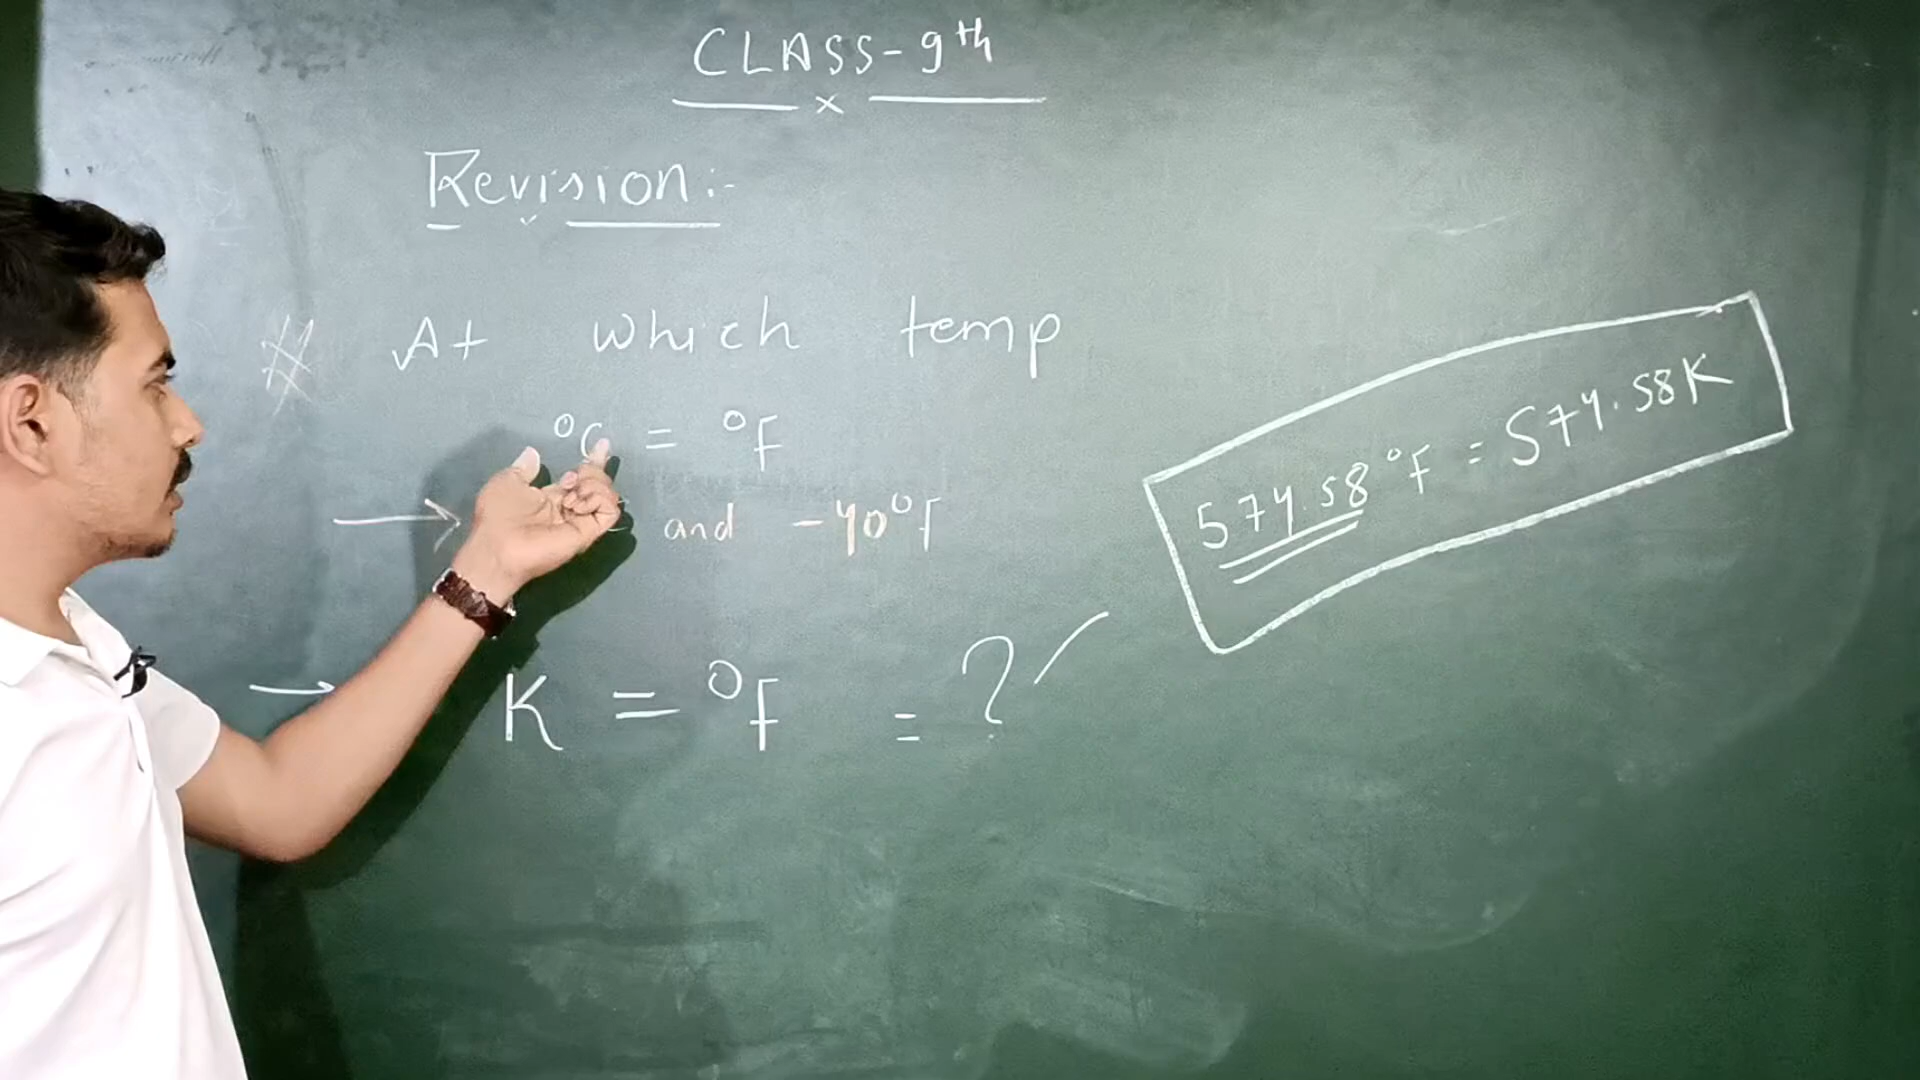 CLASS-9th
x
Revision:-
At which temp
°C = °F
→ and -40°F
574.58°F = 574.58K
→ K = °F = ?